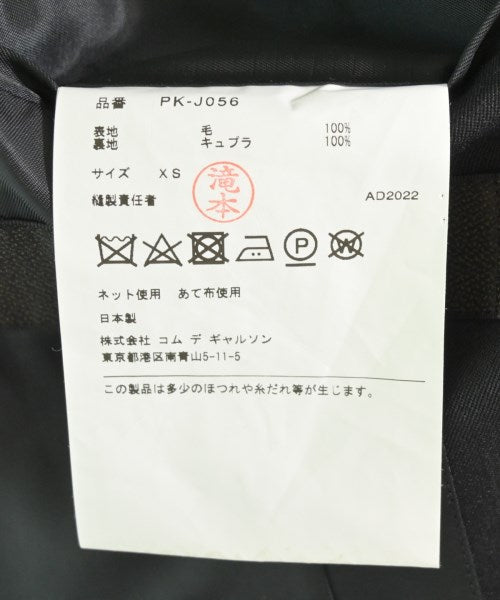 品番 PK-J056
表地 毛 100%
裏地 キュプラ 100%
サイズ XS
滝本
縫製責任者 AD2022
P W
ネット使用 あて布使用
日本製
株式会社 コム デ ギャルソン
東京都港区南青山5-11-5
この製品は多少のほつれや糸だれ等が生じます。